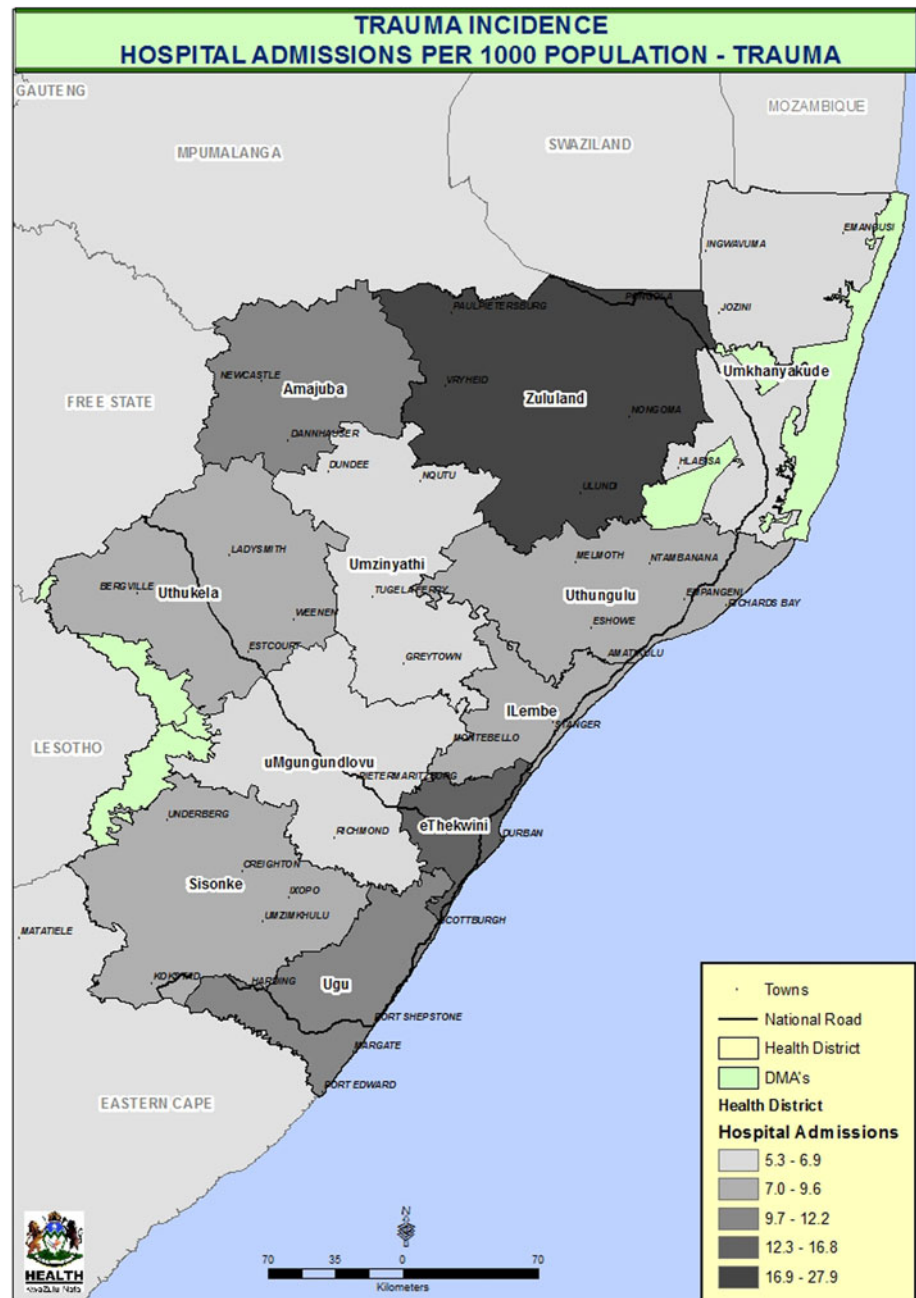 TRAUMA INCIDENCE
HOSPITAL ADMISSIONS PER 1000 POPULATION - TRAUMA
GAUTENG
MOZAMBIQUE
SWAZILAND
MPUMALANGA
EMANGUSI
INGWAVUMA
PAULPIETERSBURG
PONGOLA
JOZINI
Umkhanyakude
NEWCASTLE
Amajuba
VRYHEID
Zululand
FREE STATE
NONGOMA
DANNHAUSER
DUNDEE
NQUTU
HLABISA
ULUNDI
LADYSMITH
MELMOTH
NTAMBANANA
Umzinyathi
BERGVILLE
Uthukela
TUGELA FERRY
Uthungulu
EMPANGENI
RICHARDS BAY
WEENEN
ESHOWE
ESTCOURT
GREYTOWN
AMATIKULU
ILembe
STANGER
LESOTHO
MONTEBELLO
uMgungundlovu
PIETERMARITZBURG
UNDERBERG
RICHMOND
eThekwini
DURBAN
CREIGHTON
Sisonke
IXOPO
UMZIMKHULU
SCOTTBURGH
MATATIELE
KOKSTAD
HARDING
Ugu
PORT SHEPSTONE
MARGATE
PORT EDWARD
EASTERN CAPE
Towns
National Road
Health District
DMA's
Health District
Hospital Admissions
5.3 - 6.9
7.0 - 9.6
9.7 - 12.2
12.3 - 16.8
16.9 - 27.9
N
70 35 0 70
Kilometers
HEALTH
KwaZulu Natal